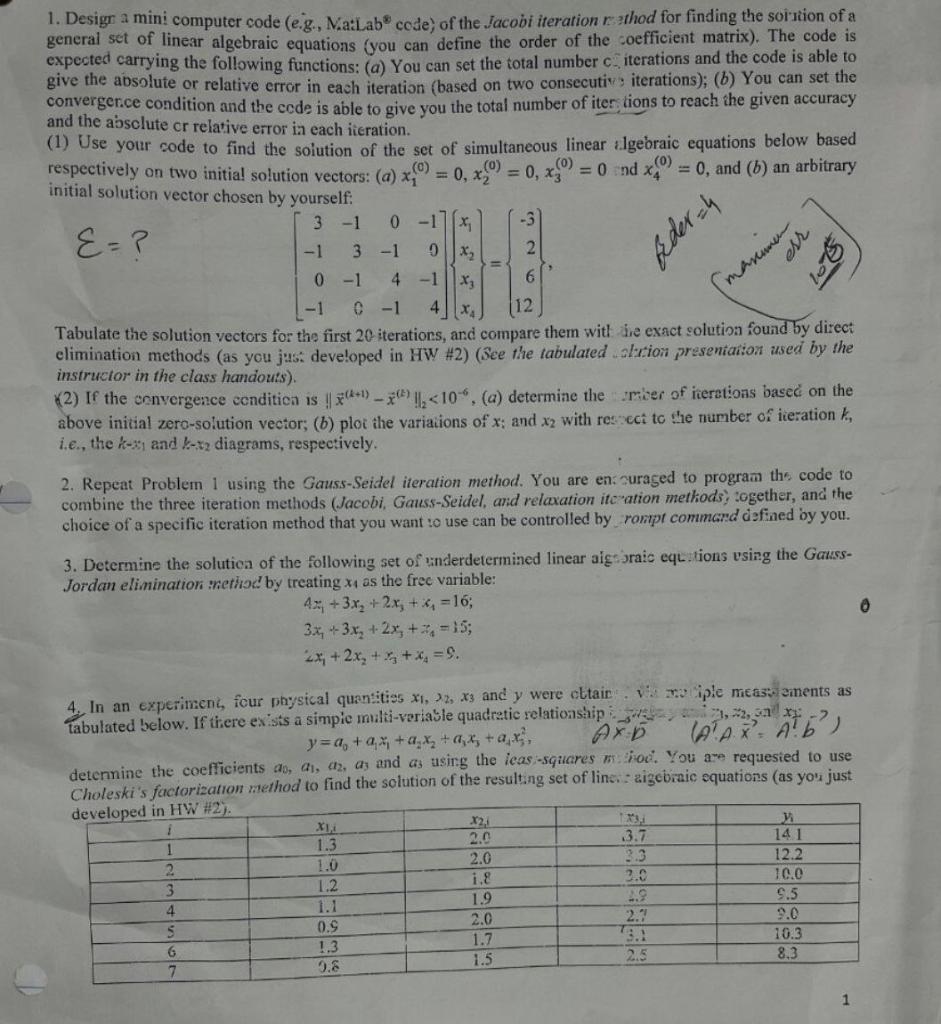 1. Design a mini computer code (e.g., MatLab® code) of the Jacobi iteration method for finding the solution of a
general set of linear algebraic equations (you can define the order of the coefficient matrix). The code is
expected carrying the following functions: (a) You can set the total number of iterations and the code is able to
give the absolute or relative error in each iteration (based on two consecutive iterations); (b) You can set the
convergence condition and the code is able to give you the total number of iterations to reach the given accuracy
and the absolute or relative error in each iteration.
(1) Use your code to find the solution of the set of simultaneous linear algebraic equations below based
respectively on two initial solution vectors: (a) x₁⁽⁰⁾ = 0, x₂⁽⁰⁾ = 0, x₃⁽⁰⁾ = 0 and x₄⁽⁰⁾ = 0, and (b) an arbitrary
initial solution vector chosen by yourself:
ε = ?
[ 3 -1 0 -1 ] { x₁ } { -3 }
[ -1 3 -1 0 ] { x₂ } = { 2 }
[ 0 -1 4 -1 ] { x₃ } { 6 }
[ -1 0 -1 4 ] { x₄ } { 12 },
order = 4
(maximum
err
Tabulate the solution vectors for the first 20 iterations, and compare them with the exact solution found by direct
elimination methods (as you just developed in HW #2) (See the tabulated solution presentation used by the
instructor in the class handouts).
(2) If the convergence condition is || x⃗⁽ᵏ⁺¹⁾ – x⃗⁽ᵏ⁾ ||₂ < 10⁻⁶, (a) determine the number of iterations based on the
above initial zero-solution vector; (b) plot the variations of x₁ and x₂ with respect to the number of iteration k,
i.e., the k-x₁ and k-x₂ diagrams, respectively.
2. Repeat Problem 1 using the Gauss-Seidel iteration method. You are encouraged to program the code to
combine the three iteration methods (Jacobi, Gauss-Seidel, and relaxation iteration methods) together, and the
choice of a specific iteration method that you want to use can be controlled by rompt command defined by you.
3. Determine the solution of the following set of underdetermined linear algebraic equations using the Gauss-
Jordan elimination method by treating x₄ as the free variable:
4x₁ + 3x₂ + 2x₃ + x₄ = 16;
3x₁ + 3x₂ + 2x₃ + x₄ = 15;
2x₁ + 2x₂ + x₃ + x₄ = 9.
4. In an experiment, four physical quantities x₁, x₂, x₃ and y were obtain via multiple measurements as
tabulated below. If there exists a simple multi-variable quadratic relationship x₁, x₂, and x₃:
y = a₀ + a₁x₁ + a₂x₂ + a₃x₃ + a₄x₃²,
A x = b (Aᵀ.A x⃗ = Aᵀ b⃗)
determine the coefficients a₀, a₁, a₂, a₃ and a₄ using the least-squares method. You are requested to use
Choleski's factorization method to find the solution of the resulting set of linear algebraic equations (as you just
developed in HW #2).
i x₁,ᵢ x₂,ᵢ x₃,ᵢ yᵢ
1 1.3 2.0 3.7 14.1
2 1.0 2.0 3.3 12.2
3 1.2 1.8 3.0 10.0
4 1.1 1.9 2.9 9.5
5 0.9 2.0 2.7 9.0
6 1.3 1.7 3.1 10.3
7 0.8 1.5 2.5 8.3
1